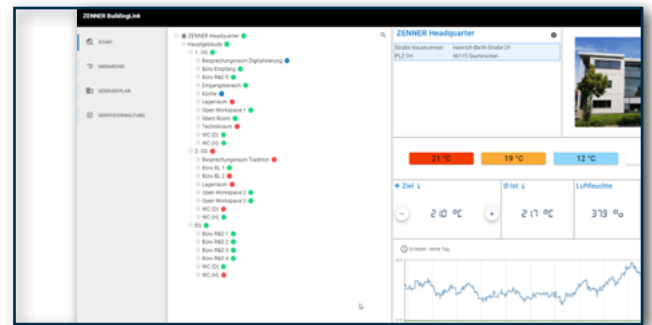 ZENNER BuildingLink
START
HIERARCHIE
GEBÄUDEPLAN
GERÄTEVERWALTUNG
ZENNER Headquarter
Hauptgebäude
1. OG
Besprechungsraum Digitalisierung
Büro Empfang
Büro R&D 5
Eingangsbereich
Küche
Lagerraum
Open Workspace 1
Silent Room
Technikraum
WC (D)
WC (H)
2. OG
Besprechungsraum Tradition
Büro BL 1
Büro BL 2
Lagerraum
Open Workspace 2
Open Workspace 3
WC (D)
WC (H)
EG
Büro R&D 1
Büro R&D 2
Büro R&D 3
Büro R&D 4
WC (D)
WC (H)
ZENNER Headquarter
Straße Hausnummer Heinrich-Barth-Straße 29
PLZ Ort 66115 Saarbrücken
21 °C 19 °C 12 °C
Ziel Ø Ist Luftfeuchte
− 21,0 °C + 21,7 °C 37,9 %
Echtzeit - letzter Tag